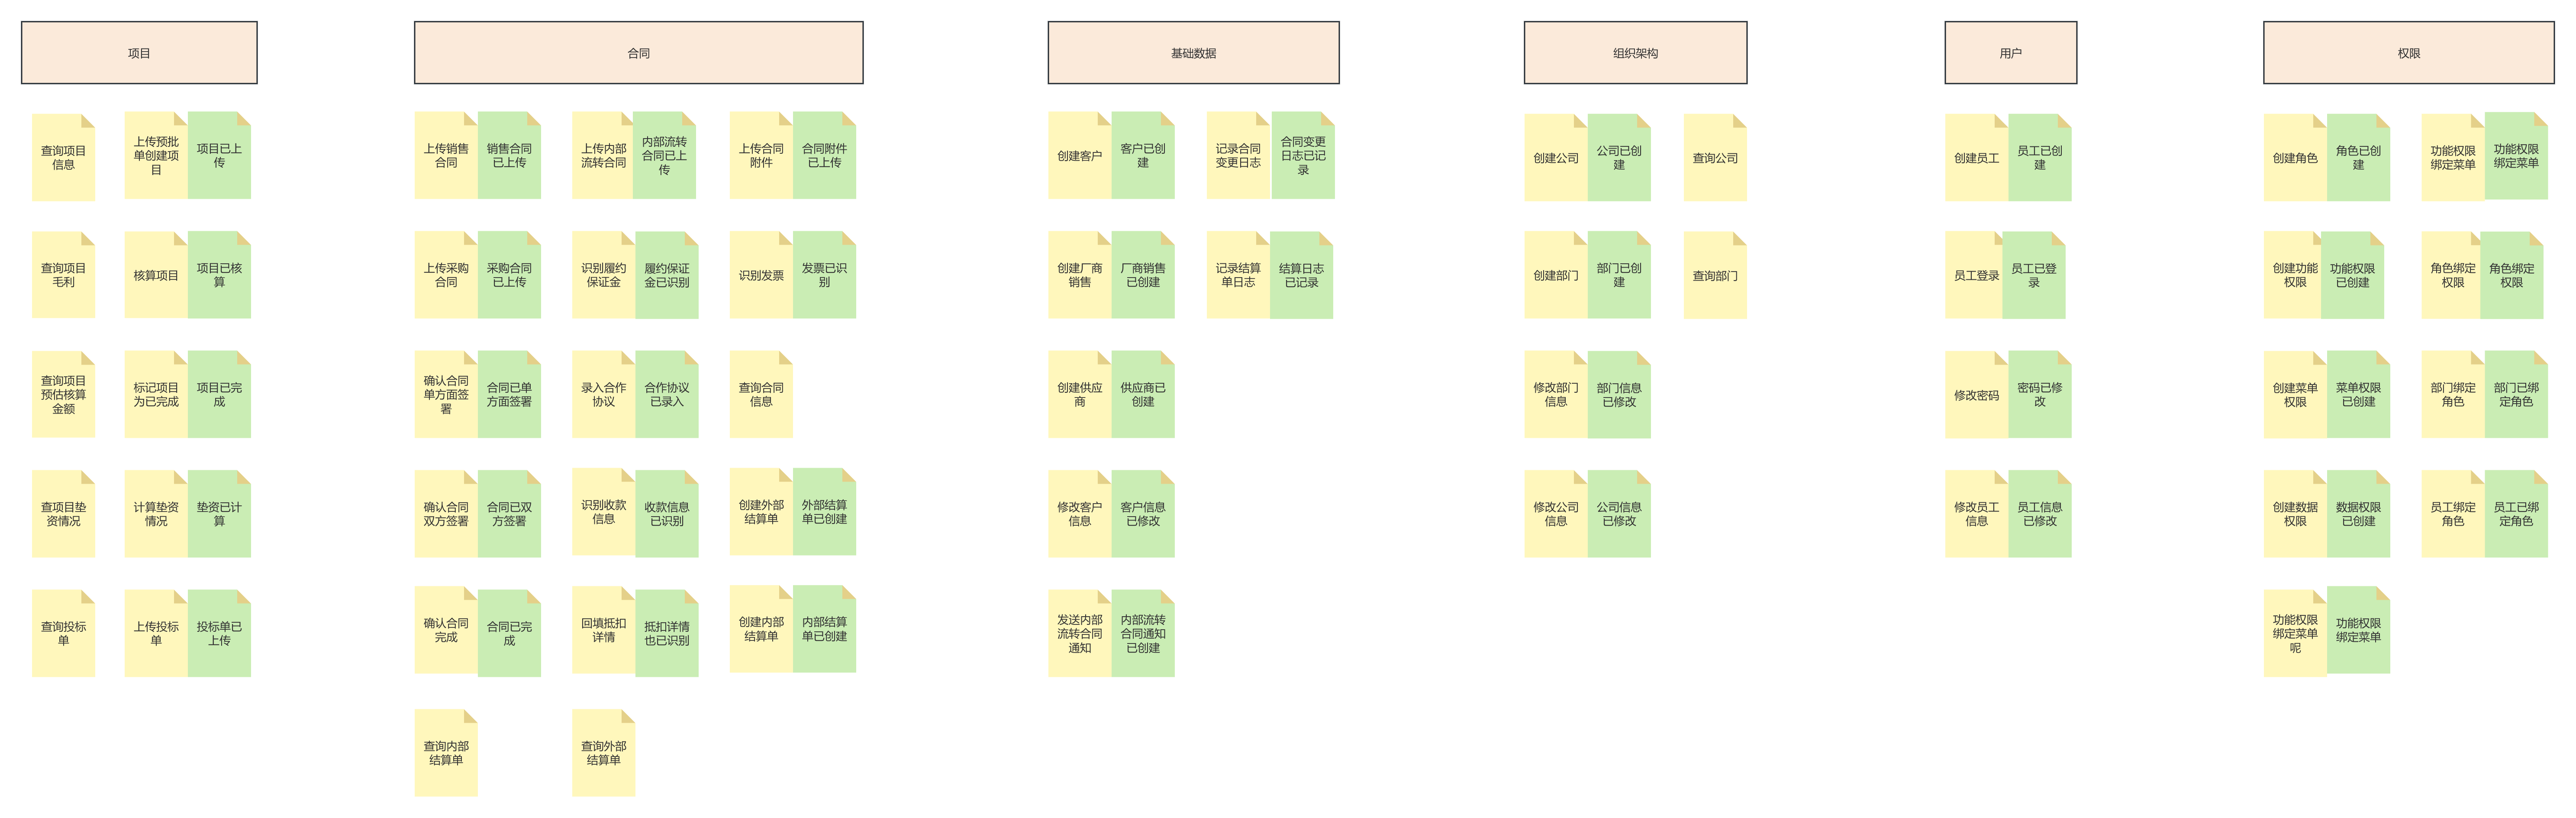 项目
查询项目
信息
上传预批
单创建项
目
项目已上
传
查询项目
毛利
核算项目
项目已核
算
查询项目
预估核算
金额
标记项目
为已完成
项目已完
成
查项目垫
资情况
计算垫资
情况
垫资已计
算
查询投标
单
上传投标
单
投标单已
上传
合同
上传销售
合同
销售合同
已上传
上传内部
流转合同
内部流转
合同已上
传
上传合同
附件
合同附件
已上传
上传采购
合同
采购合同
已上传
识别履约
保证金
履约保证
金已识别
识别发票
发票已识
别
确认合同
单方面签
署
合同已单
方面签署
录入合作
协议
合作协议
已录入
查询合同
信息
确认合同
双方签署
合同已双
方签署
识别收款
信息
收款信息
已识别
创建外部
结算单
外部结算
单已创建
确认合同
完成
合同已完
成
回填抵扣
详情
抵扣详情
也已识别
创建内部
结算单
内部结算
单已创建
查询内部
结算单
查询外部
结算单
基础数据
创建客户
客户已创
建
记录合同
变更日志
合同变更
日志已记
录
创建厂商
销售
厂商销售
已创建
记录结算
单日志
结算日志
已记录
创建供应
商
供应商已
创建
修改客户
信息
客户信息
已修改
发送内部
流转合同
通知
内部流转
合同通知
已创建
组织架构
创建公司
公司已创
建
查询公司
创建部门
部门已创
建
查询部门
修改部门
信息
部门信息
已修改
修改公司
信息
公司信息
已修改
用户
创建员工
员工已创
建
员工登录
员工已登
录
修改密码
密码已修
改
修改员工
信息
员工信息
已修改
权限
创建角色
角色已创
建
功能权限
绑定菜单
功能权限
绑定菜单
创建功能
权限
功能权限
已创建
角色绑定
权限
角色绑定
权限
创建菜单
权限
菜单权限
已创建
部门绑定
角色
部门已绑
定角色
创建数据
权限
数据权限
已创建
员工绑定
角色
员工已绑
定角色
功能权限
绑定菜单
呢
功能权限
绑定菜单